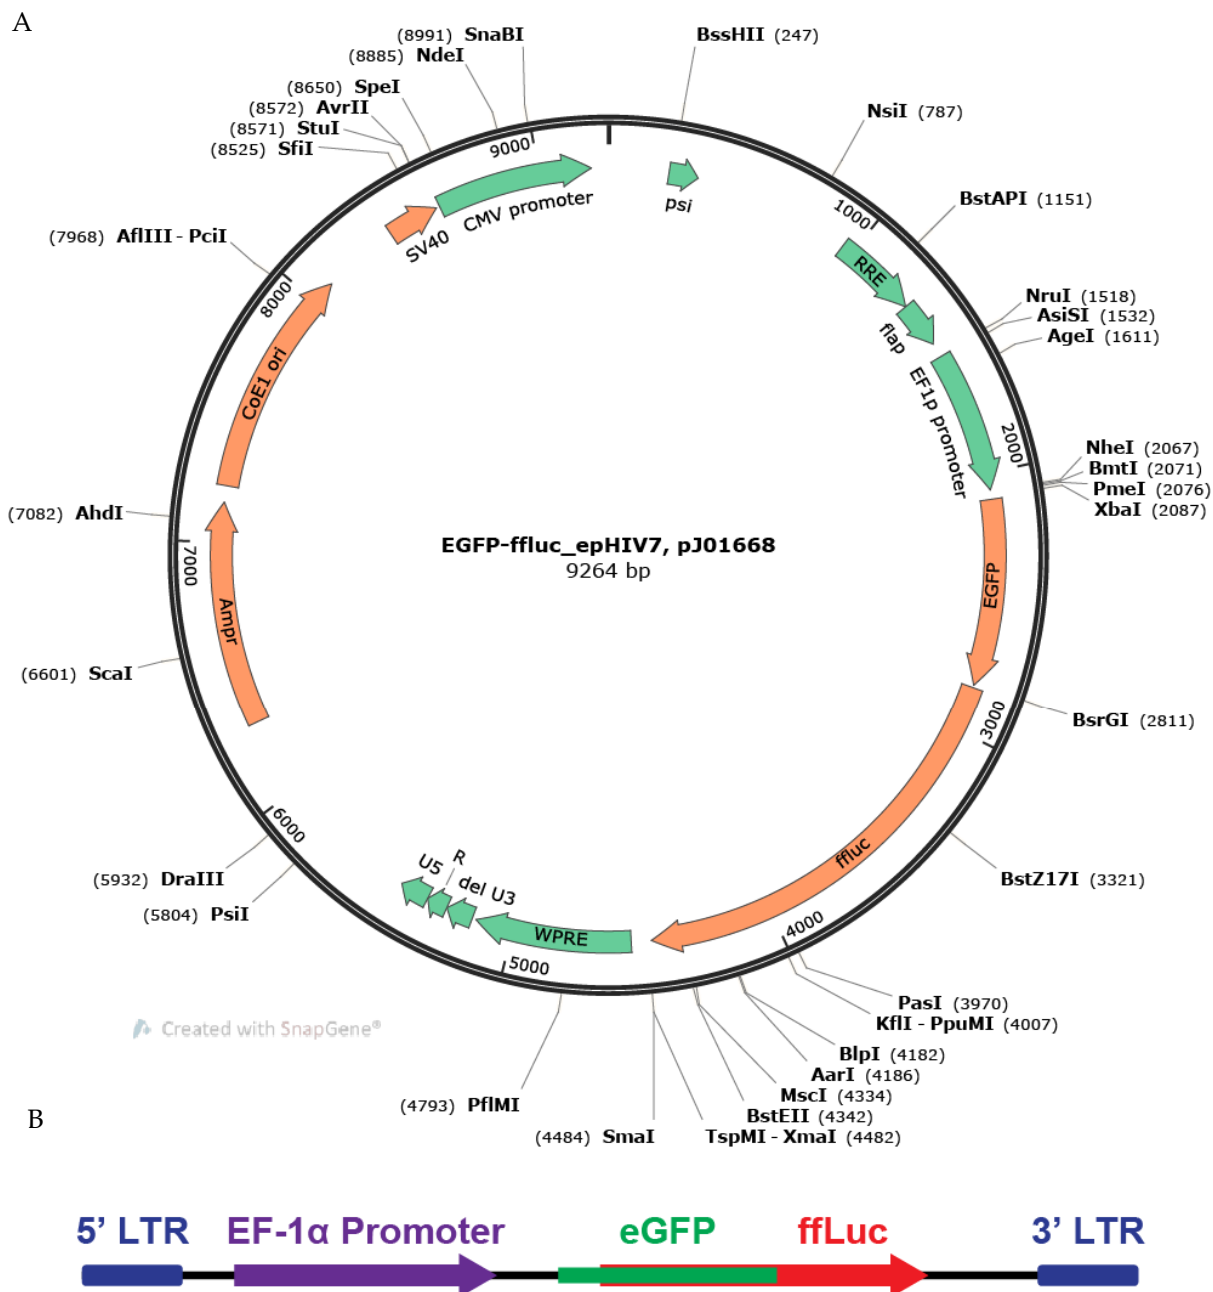 A
(8991) SnaBI
(8885) NdeI
(8650) SpeI
(8572) AvrII
(8571) StuI
(8525) SfiI
(7968) AflIII - PciI
(7082) AhdI
(6601) ScaI
(5932) DraIII
(5804) PsiI
(4793) PflMI
(4484) SmaI
BssHII (247)
NsiI (787)
BstAPI (1151)
NruI (1518)
AsiSI (1532)
AgeI (1611)
NheI (2067)
BmtI (2071)
PmeI (2076)
XbaI (2087)
BsrGI (2811)
BstZ17I (3321)
PasI (3970)
KflI - PpuMI (4007)
BlpI (4182)
AarI (4186)
MscI (4334)
BstEII (4342)
TspMI - XmaI (4482)
9000
1000
2000
3000
4000
5000
6000
7000
8000
SV40
CMV promoter
psi
RRE
flap
EF1p promoter
EGFP
ffluc
WPRE
del U3
R
U5
Ampr
CoE1 ori
EGFP-ffluc_epHIV7, pJ01668
9264 bp
Created with SnapGene®
B
5’ LTR EF-1α Promoter eGFP ffLuc 3’ LTR